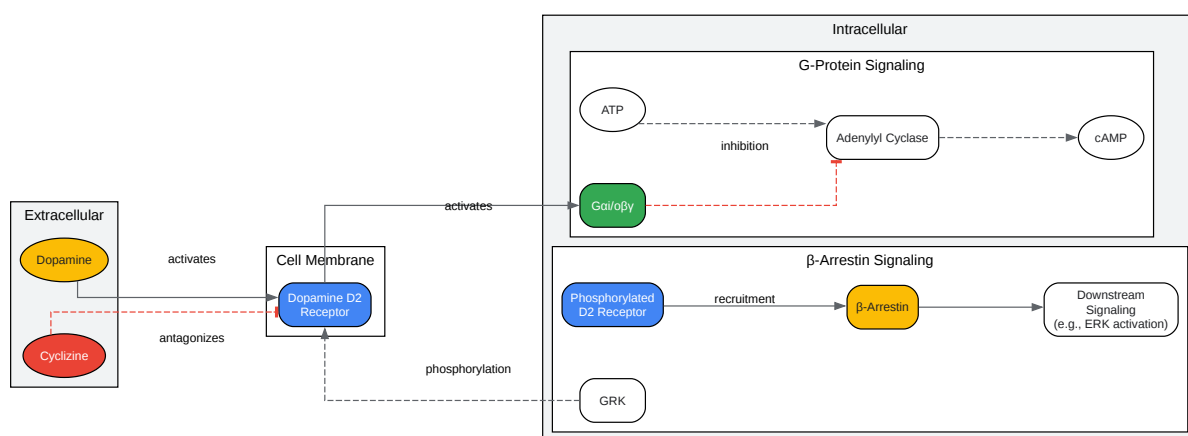 Intracellular
G-Protein Signaling
ATP
Adenylyl Cyclase
cAMP
inhibition
Gαi/oβγ
activates
Extracellular
Dopamine
activates
Cell Membrane
Dopamine D2
Receptor
antagonizes
Cyclizine
β-Arrestin Signaling
Phosphorylated
D2 Receptor
recruitment
β-Arrestin
Downstream
Signaling
(e.g., ERK activation)
phosphorylation
GRK